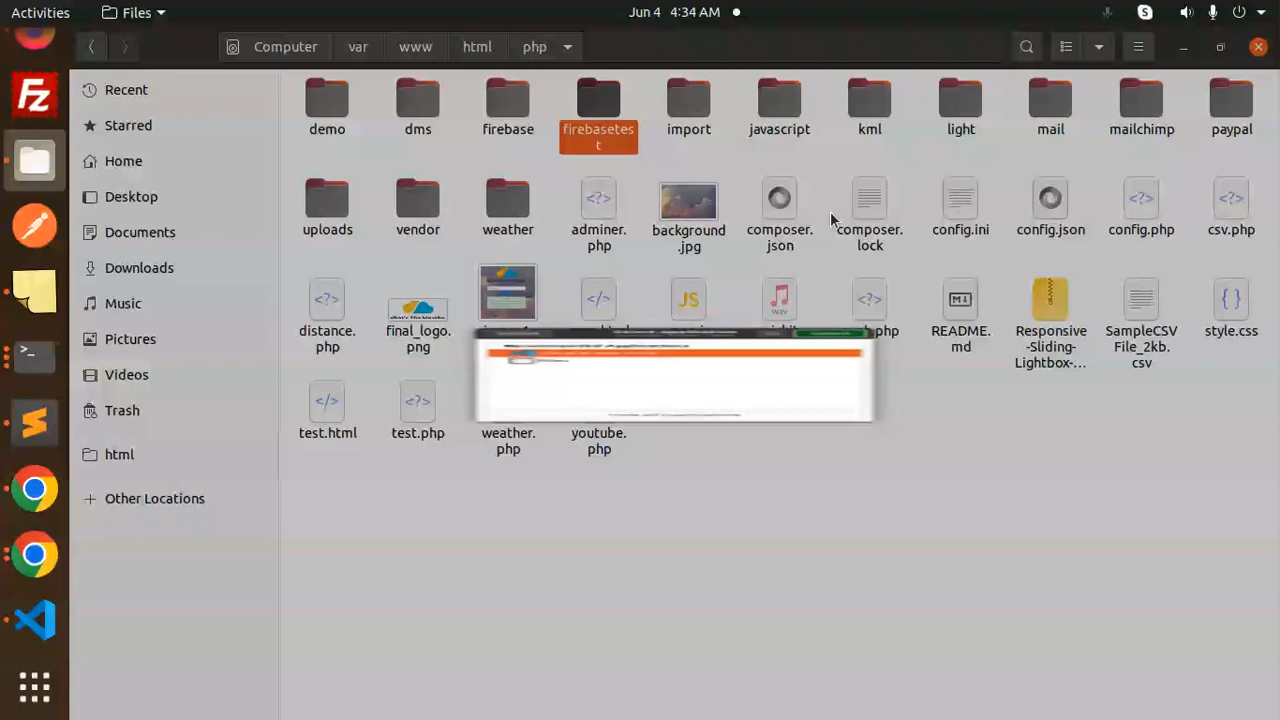 Activities Files Jun 4 4:34 AM
Computer var www html php
Recent
Starred
Home
Desktop
Documents
Downloads
Music
Pictures
Videos
Trash
html
Other Locations
demo dms firebase firebasetes import javascript kml light mail mailchimp paypal
t
uploads vendor weather adminer. background composer. composer. config.ini config.json config.php csv.php
php .jpg json lock
JS WAV
distance. final_logo. .php README. Responsive SampleCSV style.css
php png md -Sliding- File_2kb.
Lightbox-... csv
test.html test.php weather. youtube.
php php